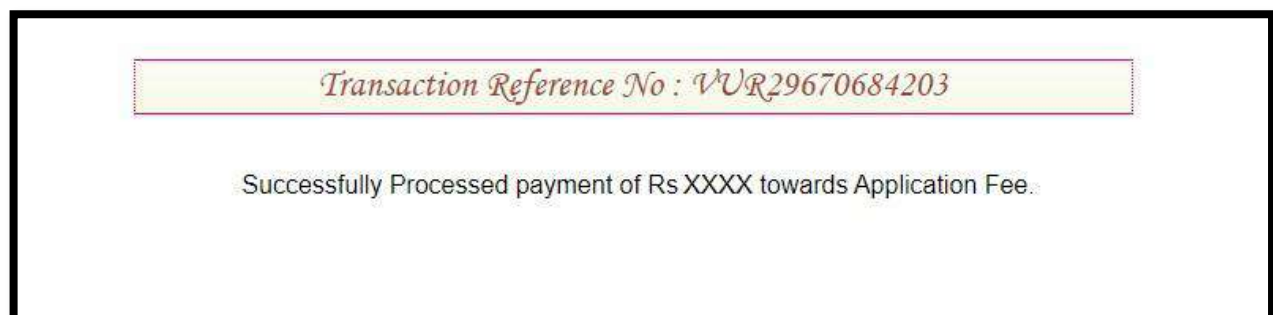 Transaction Reference No : VUR29670684203
Successfully Processed payment of Rs XXXX towards Application Fee.